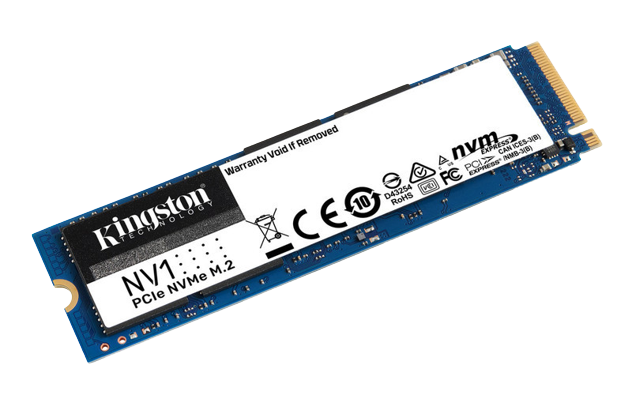 Warranty Void If Removed
Kingston
TECHNOLOGY
NV1
PCIe NVMe M.2
CE
10
D43254
RoHS
FC
nvm
EXPRESS
CAN ICES-3(B)
PCI
EXPRESS
/NMB-3(B)